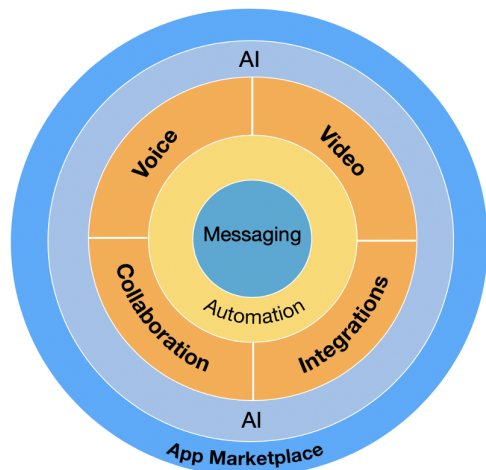 AI
Voice
Video
Messaging
Automation
Collaboration
Integrations
AI
App Marketplace